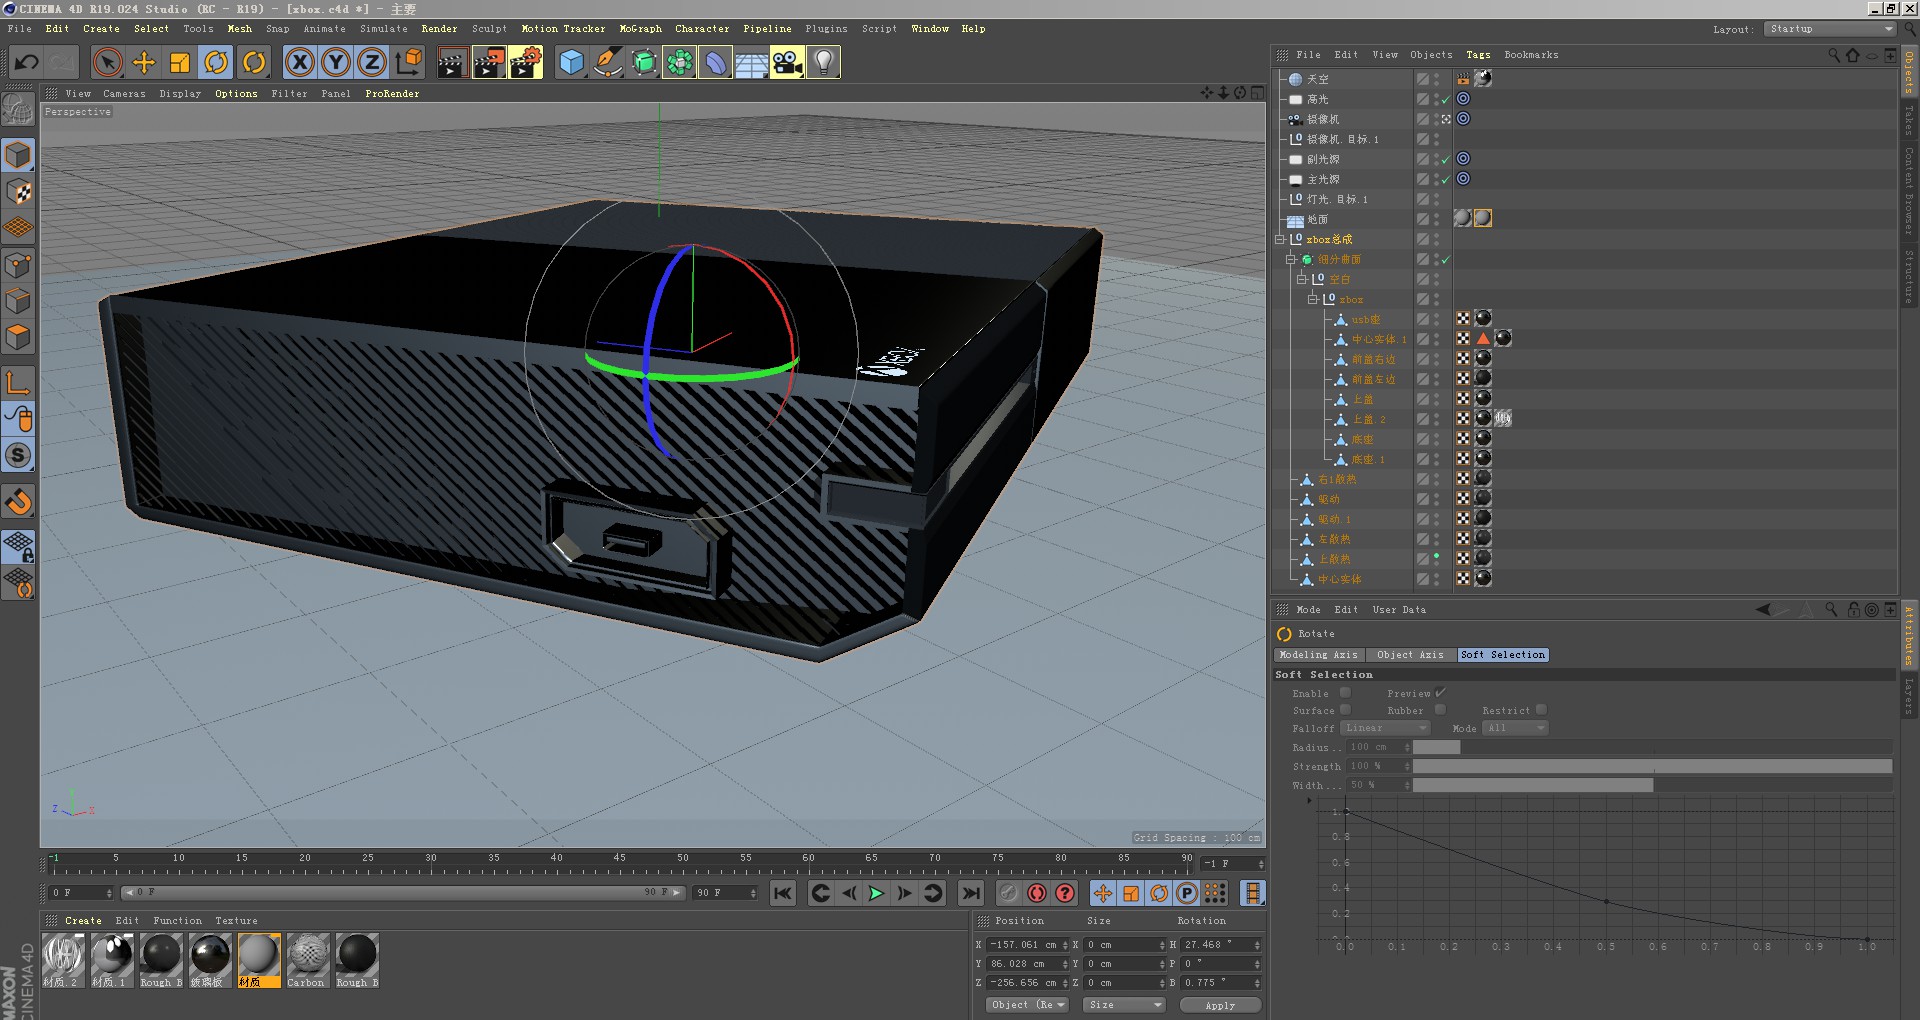 CINEMA 4D R19.024 Studio (RC - R19) - [xbox.c4d *] - 主要
File Edit Create Select Tools Mesh Snap Animate Simulate Render Sculpt Motion Tracker MoGraph Character Pipeline Plugins Script Window Help
Layout: Startup
View Cameras Display Options Filter Panel ProRender
Perspective
Grid Spacing : 100 cm
File Edit View Objects Tags Bookmarks
天空
高光
摄像机
摄像机.目标.1
副光源
主光源
灯光.目标.1
地面
xbox总成
细分曲面
空白
xbox
usb座
中心实体.1
前盖右边
前盖左边
上盖
上盖.2
底座
底座.1
右1散热
驱动
驱动.1
左散热
上散热
中心实体
Objects
Takes
Content Browser
Structure
Mode Edit User Data
Rotate
Modeling Axis Object Axis Soft Selection
Soft Selection
Enable Preview
Surface Rubber Restrict
Falloff Linear Mode All
Radius.. 100 cm
Strength 100 %
Width... 50 %
0.8
0.6
0.4
0.2
0.0 0.1 0.2 0.3 0.4 0.5 0.6 0.7 0.8 0.9 1.0
Attributes
Layers
-1 5 10 15 20 25 30 35 40 45 50 55 60 65 70 75 80 85 90 -1 F
0 F 0 F 90 F 90 F
Create Edit Function Texture
材质.2 材质.1 Rough B 玻璃板 材质 Carbon Rough B
Position Size Rotation
X -157.061 cm X 0 cm H 27.468 °
Y 86.028 cm Y 0 cm P 0 °
Z -256.656 cm Z 0 cm B 0.775 °
Object (Re Size Apply
MAXON
CINEMA 4D